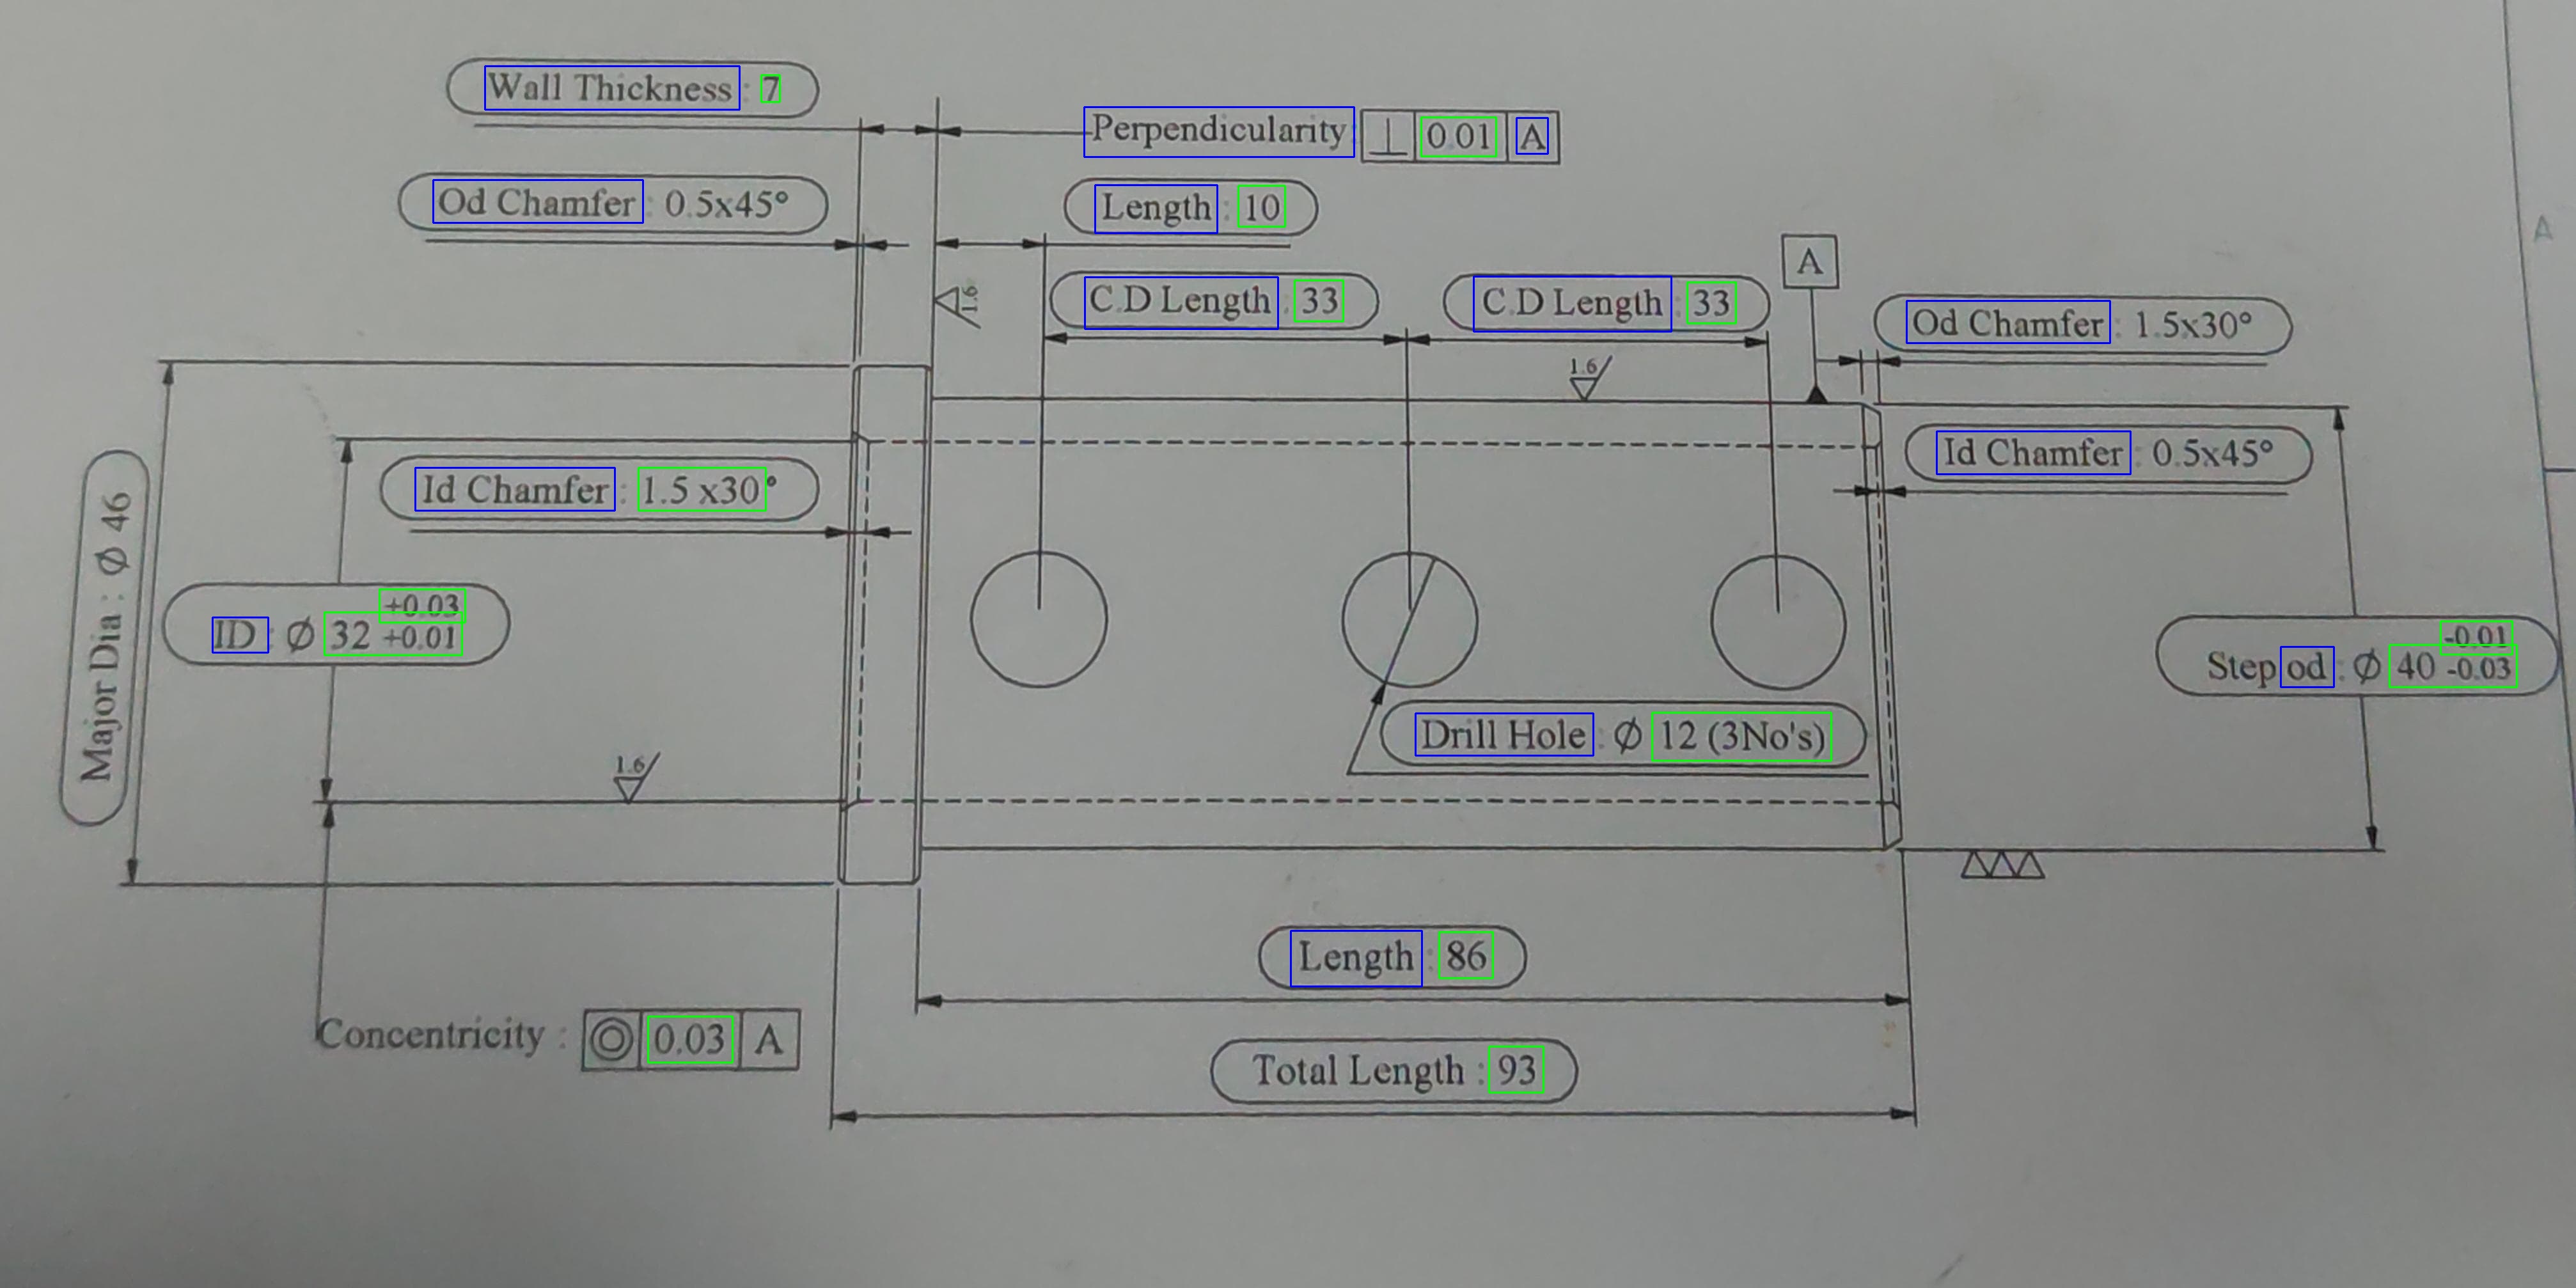 Wall Thickness : 7
Perpendicularity : ⊥ 0.01 A
Od Chamfer : 0.5x45°
Length : 10
A
A
1.6
C.D Length : 33
C.D Length : 33
Od Chamfer : 1.5x30°
1.6
Id Chamfer : 0.5x45°
Id Chamfer : 1.5 x30°
Major Dia : Ø 46
+0.03
ID : Ø 32 +0.01
-0.01
Step od : Ø 40 -0.03
Drill Hole : Ø 12 (3No's)
1.6
Length : 86
Concentricity : ◎ 0.03 A
Total Length : 93